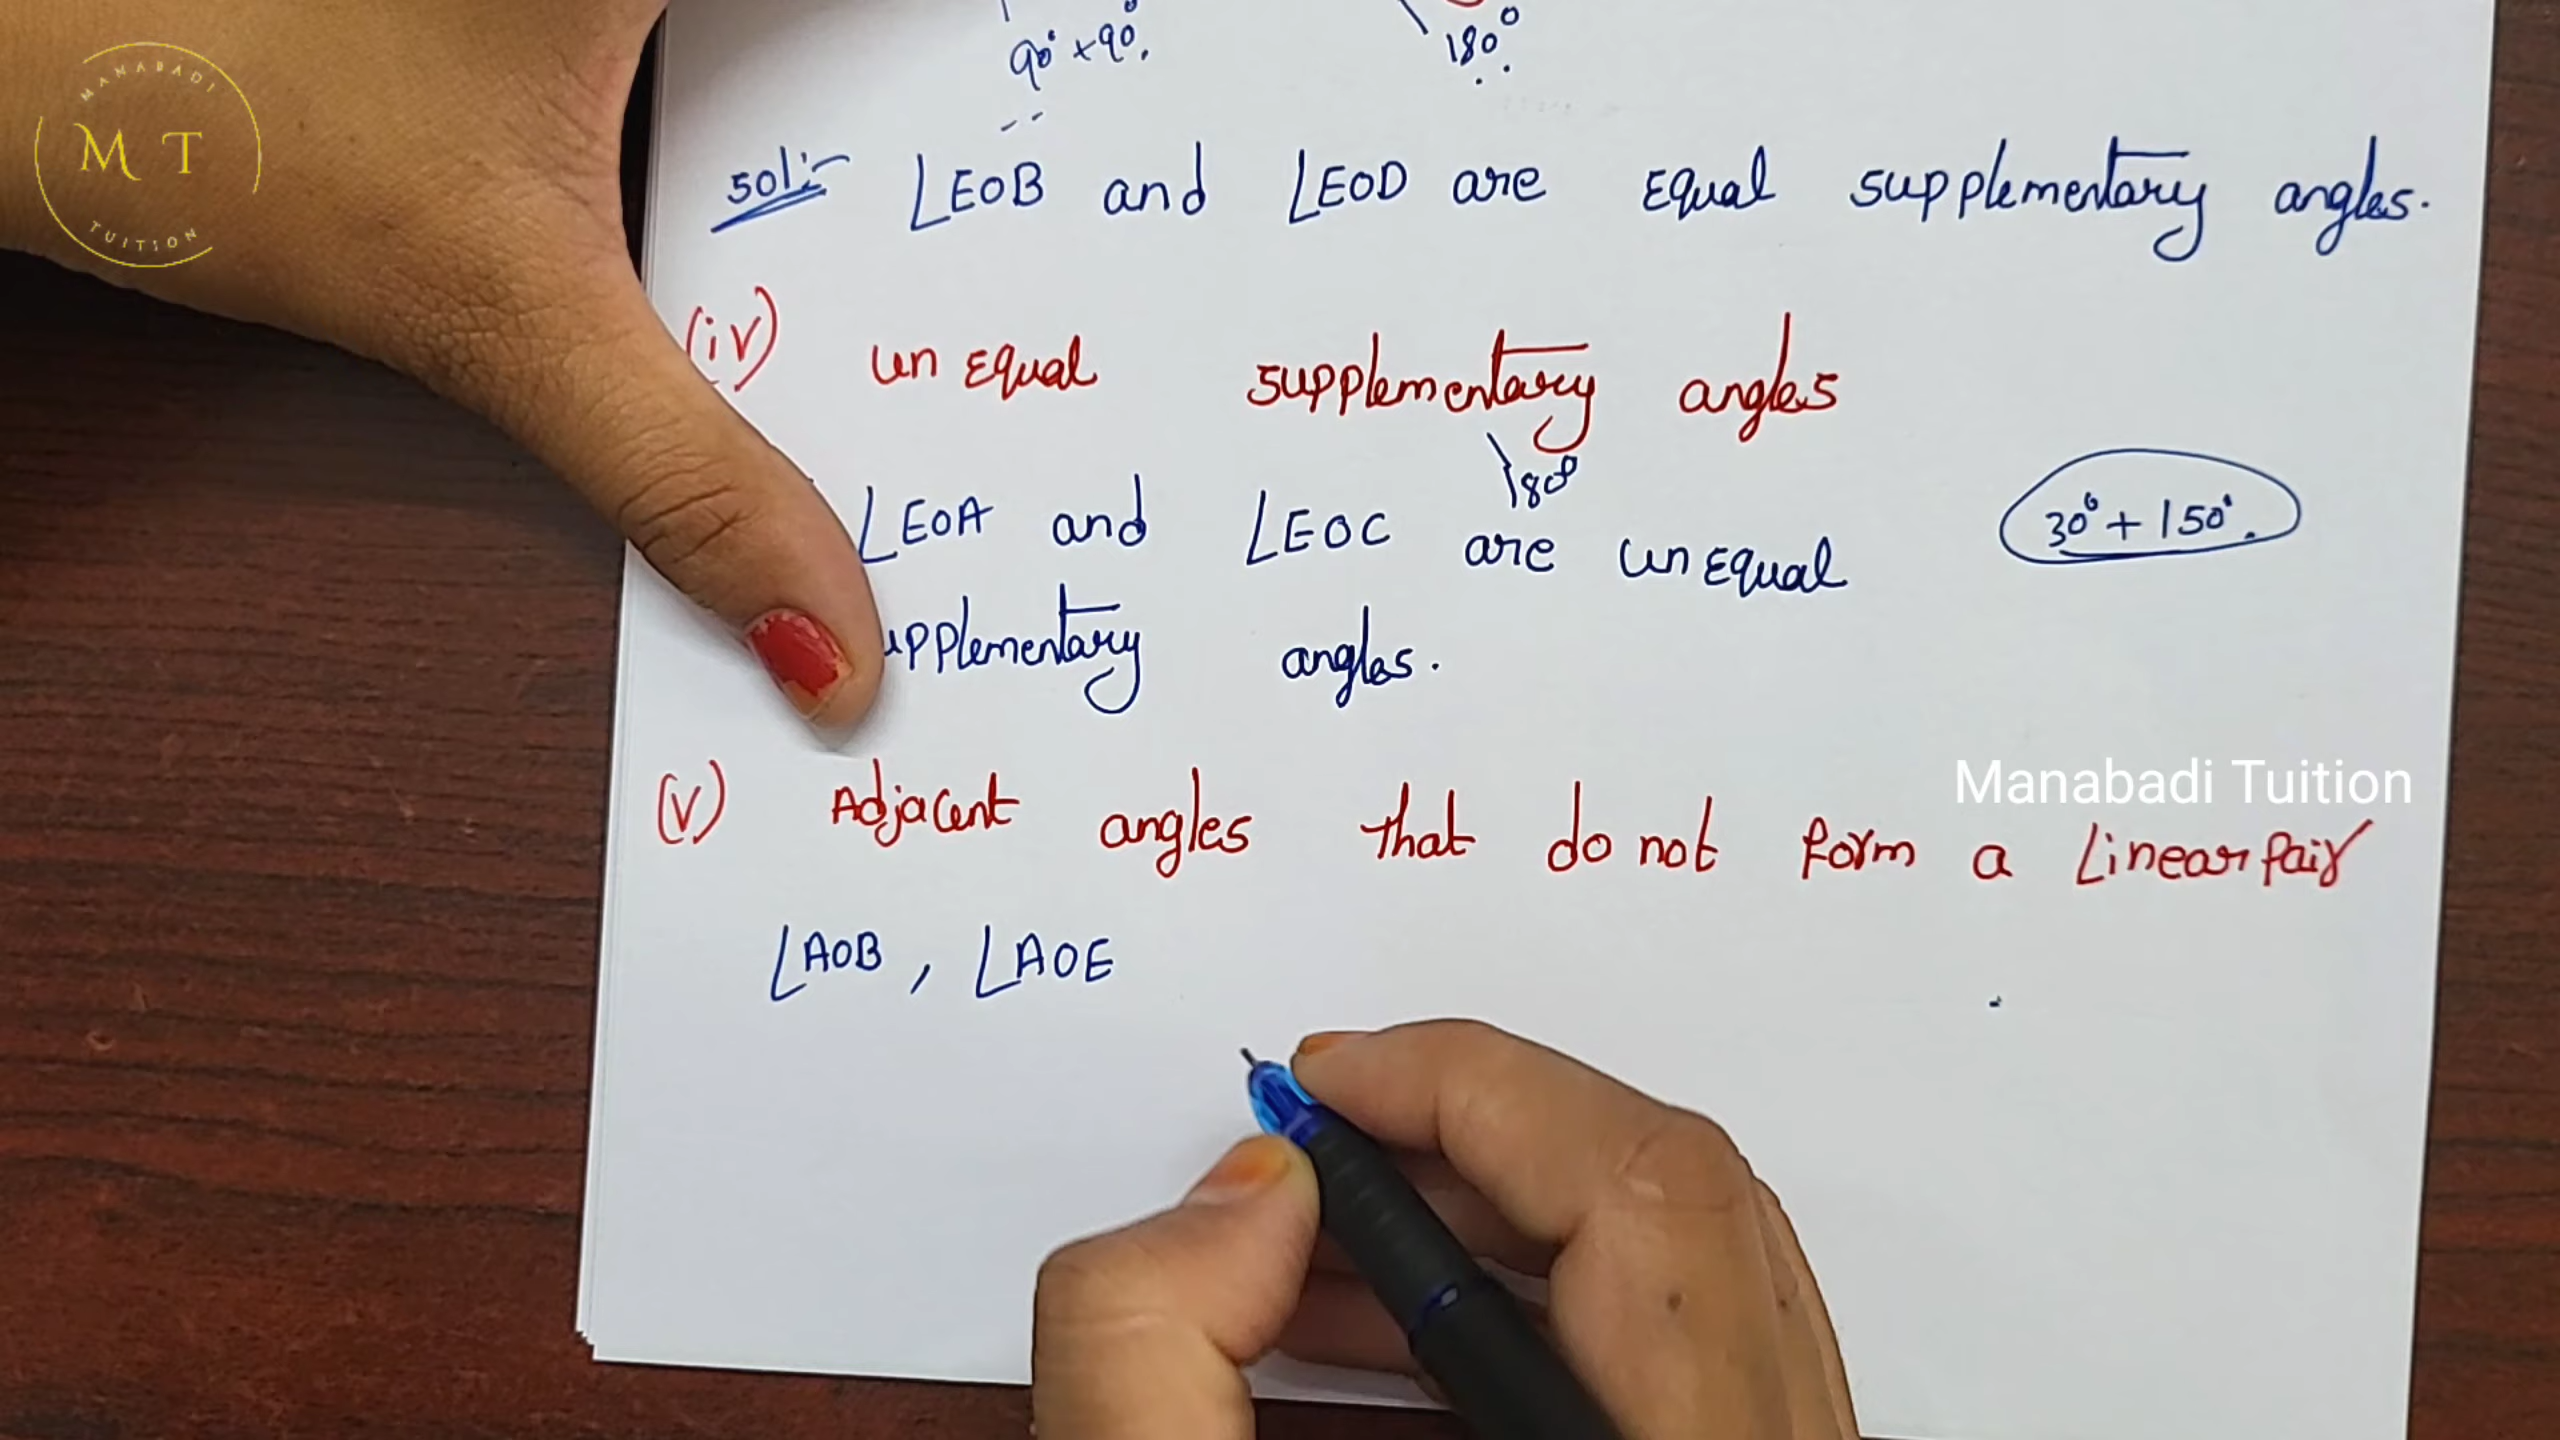 MANABADI
M T
TUITION
90° + 90°.
180°
Sol:- ∠EOB and ∠EOD are Equal supplementary angles.
(iv) un Equal supplementary angles
180°
∠EOA and ∠EOC are un Equal
30° + 150°.
upplementary angles.
Manabadi Tuition
(v) Adjacent angles that do not form a Linear pair
∠AOB, ∠AOE